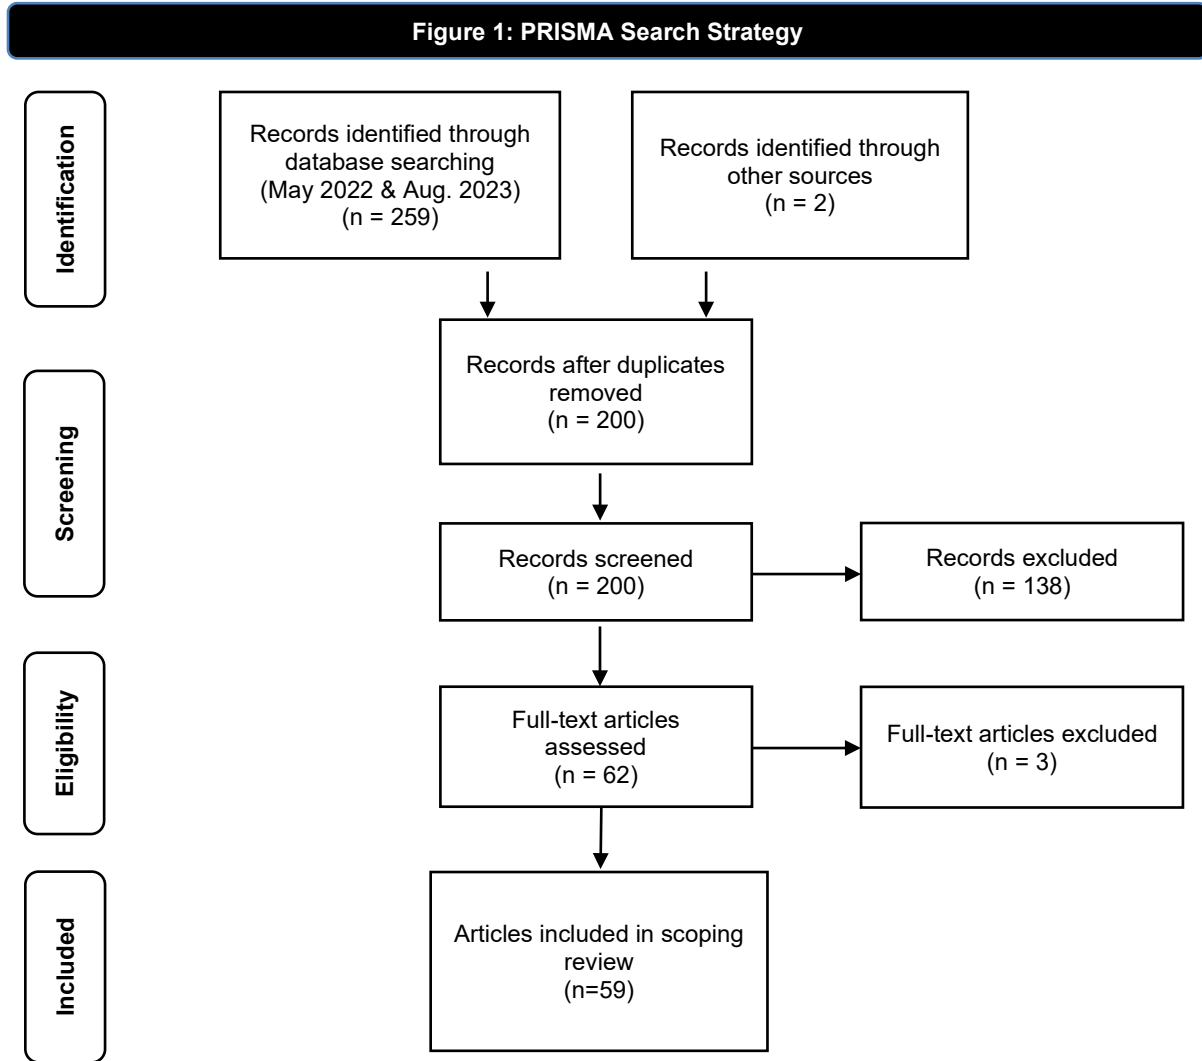 Figure 1: PRISMA Search Strategy
Identification
Records identified through
database searching
(May 2022 & Aug. 2023)
(n = 259)
Records identified through
other sources
(n = 2)
Records after duplicates
removed
(n = 200)
Screening
Records screened
(n = 200)
Records excluded
(n = 138)
Eligibility
Full-text articles
assessed
(n = 62)
Full-text articles excluded
(n = 3)
Included
Articles included in scoping
review
(n=59)